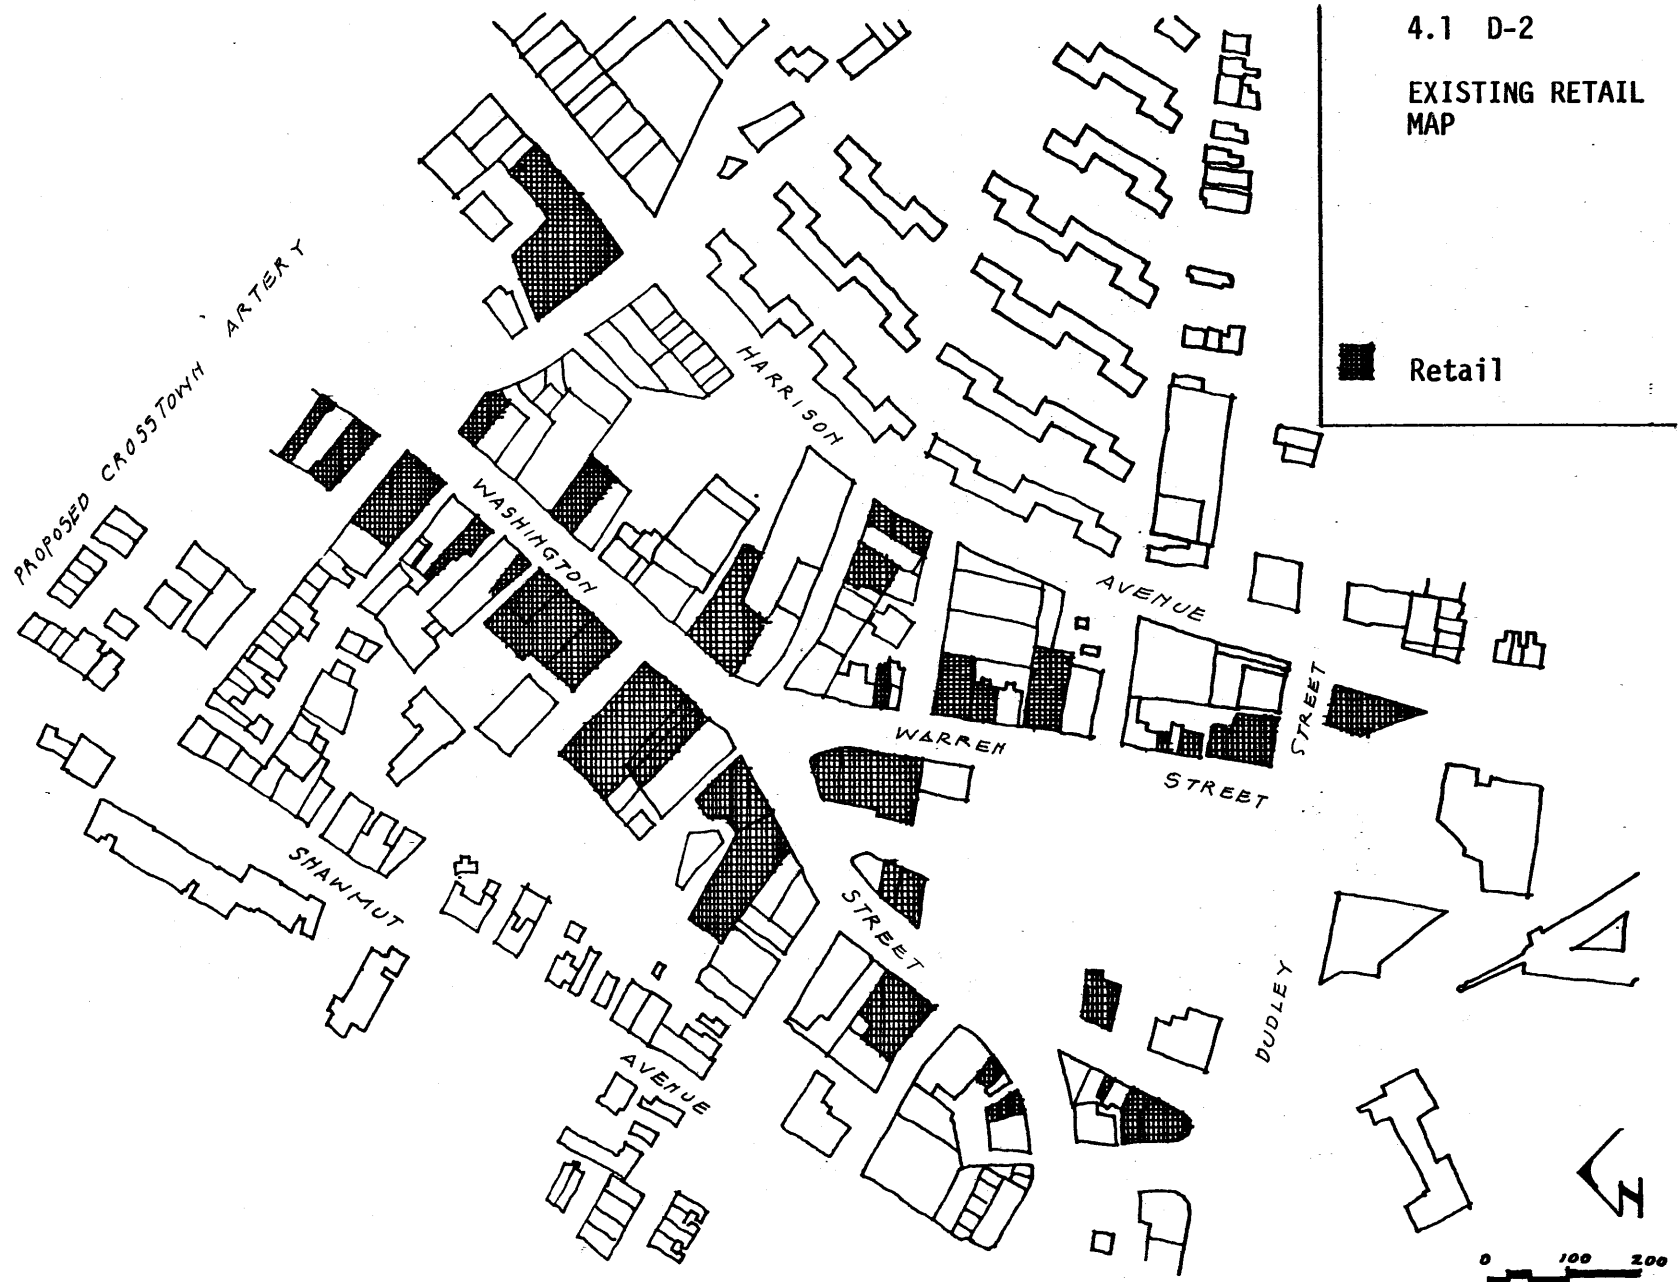 4.1 D-2
EXISTING RETAIL
MAP
Retail
PROPOSED CROSSTOWN ARTERY
HARRISON
AVENUE
WASHINGTON
STREET
WARREN
STREET
STREET
DUDLEY
SHAWMUT
AVENUE
N
0 100 200